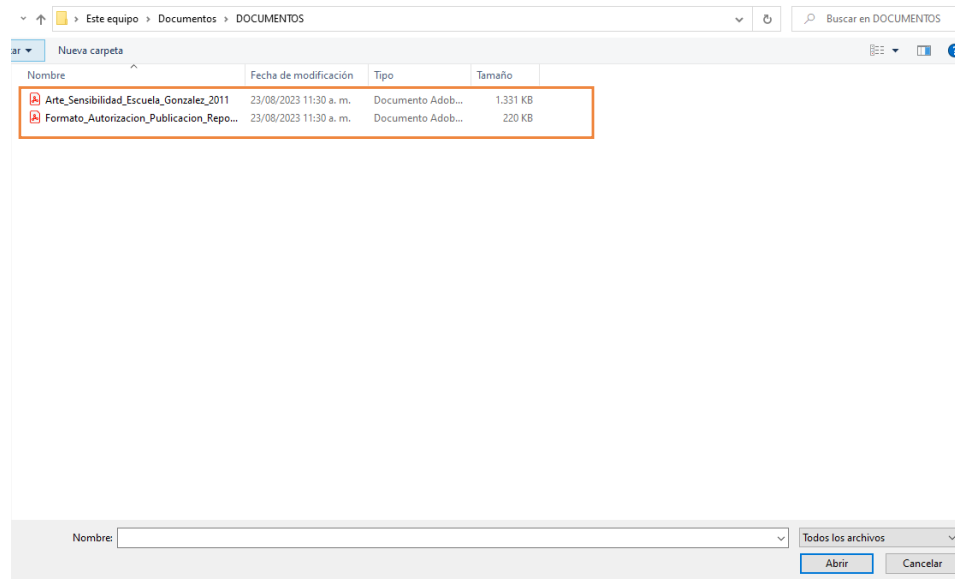 Este equipo > Documentos > DOCUMENTOS
Buscar en DOCUMENTOS
ar
Nueva carpeta
Nombre Fecha de modificación Tipo Tamaño
Arte_Sensibilidad_Escuela_Gonzalez_2011 23/08/2023 11:30 a. m. Documento Adob... 1.331 KB
Formato_Autorizacion_Publicacion_Repo... 23/08/2023 11:30 a. m. Documento Adob... 220 KB
Nombre:
Todos los archivos
Abrir
Cancelar